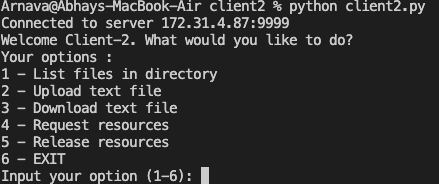 Arnava@Abhays-MacBook-Air client2 % python client2.py
Connected to server 172.31.4.87:9999
Welcome Client-2. What would you like to do?
Your options :
1 - List files in directory
2 - Upload text file
3 - Download text file
4 - Request resources
5 - Release resources
6 - EXIT
Input your option (1-6):